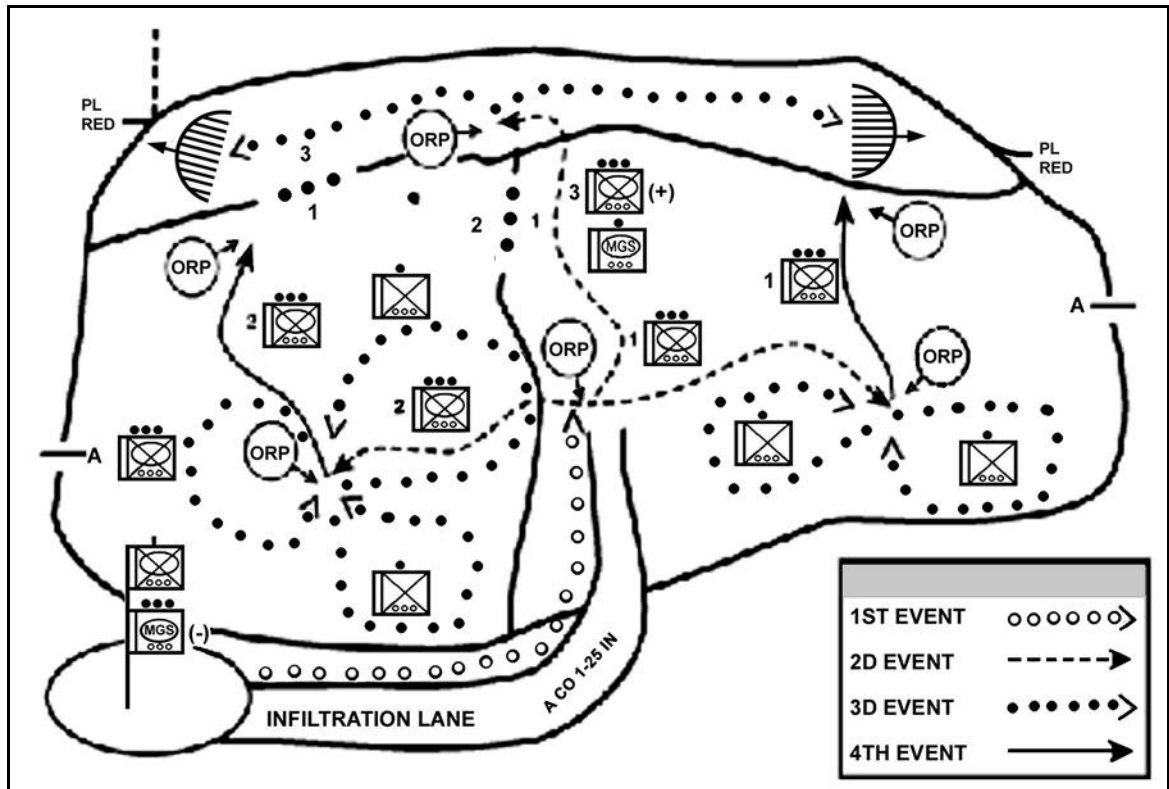 PL
RED
ORP
3
PL
RED
1
3
(+)
2
1
MGS
ORP
ORP
1
2
A
1
ORP
ORP
2
A
ORP
MGS
(-)
A CO 1-25 IN
INFILTRATION LANE
1ST EVENT
2D EVENT
3D EVENT
4TH EVENT